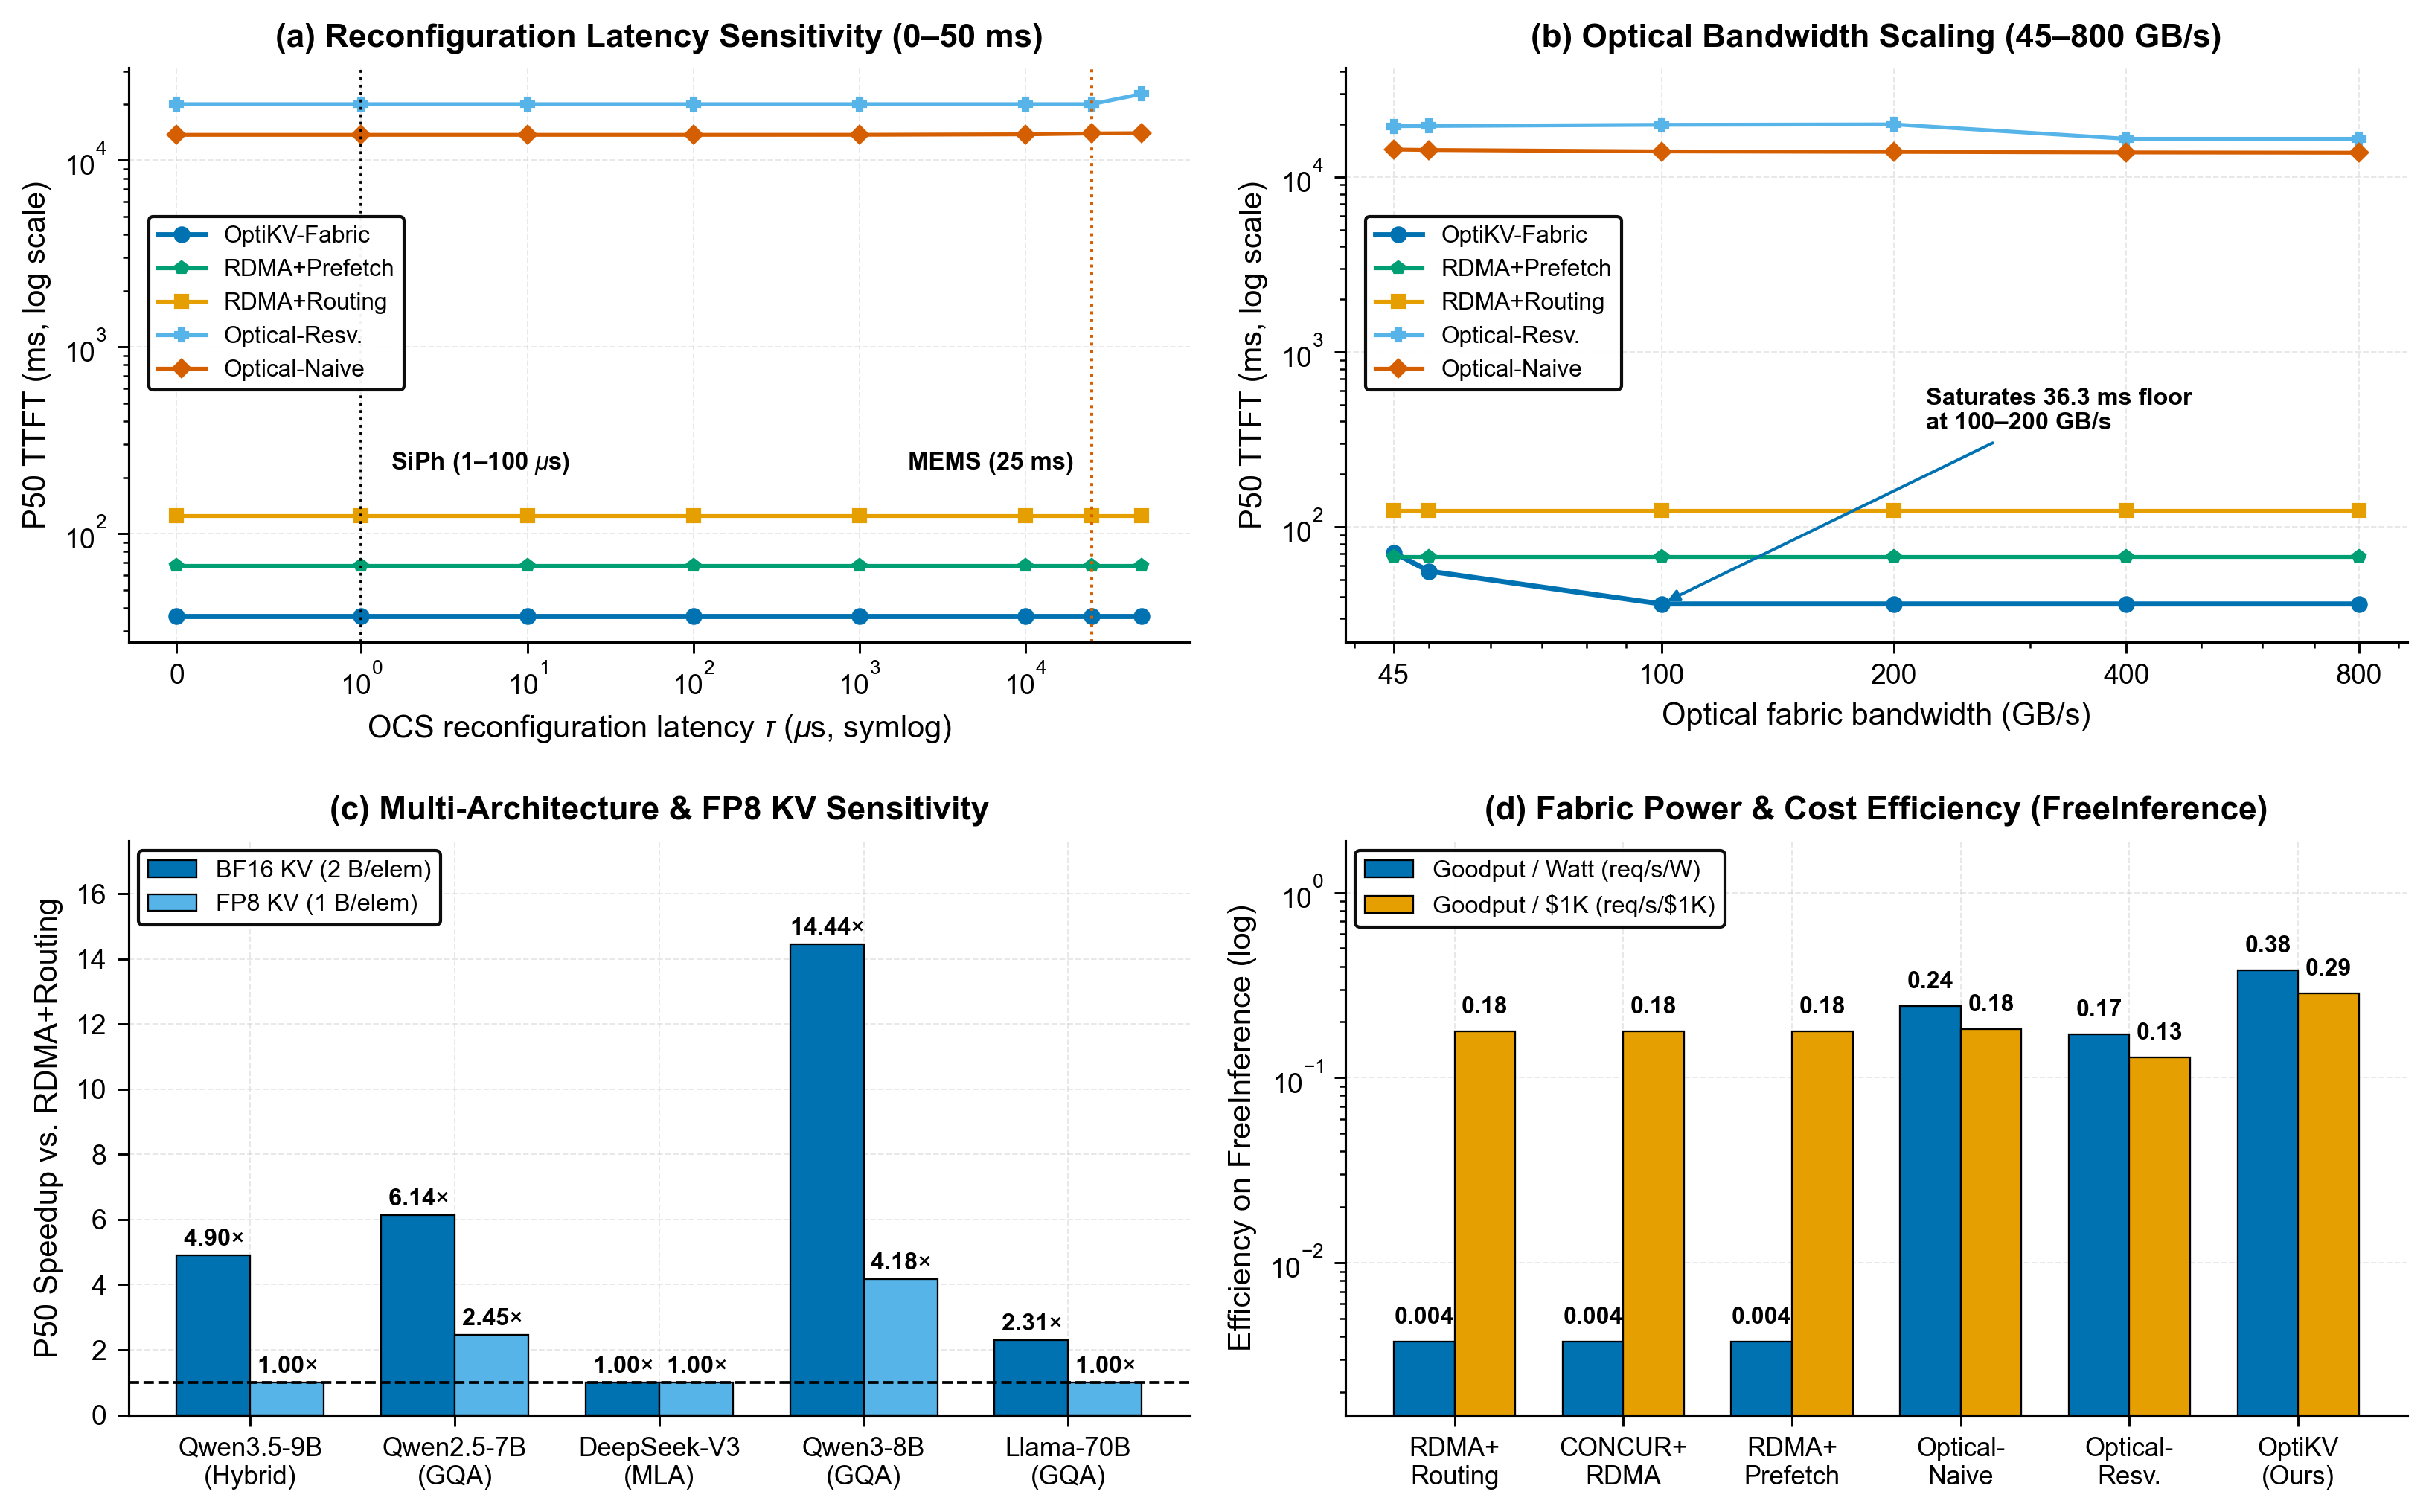 (a) Reconfiguration Latency Sensitivity (0–50 ms)
P50 TTFT (ms, log scale)
10^4
10^3
10^2
OptiKV-Fabric
RDMA+Prefetch
RDMA+Routing
Optical-Resv.
Optical-Naive
SiPh (1–100 μs)
MEMS (25 ms)
0
10^0
10^1
10^2
10^3
10^4
OCS reconfiguration latency τ (μs, symlog)
(b) Optical Bandwidth Scaling (45–800 GB/s)
P50 TTFT (ms, log scale)
10^4
10^3
10^2
OptiKV-Fabric
RDMA+Prefetch
RDMA+Routing
Optical-Resv.
Optical-Naive
Saturates 36.3 ms floor
at 100–200 GB/s
45
100
200
400
800
Optical fabric bandwidth (GB/s)
(c) Multi-Architecture & FP8 KV Sensitivity
P50 Speedup vs. RDMA+Routing
16
14
12
10
8
6
4
2
0
BF16 KV (2 B/elem)
FP8 KV (1 B/elem)
4.90×
1.00×
6.14×
2.45×
1.00×
1.00×
14.44×
4.18×
2.31×
1.00×
Qwen3.5-9B
(Hybrid)
Qwen2.5-7B
(GQA)
DeepSeek-V3
(MLA)
Qwen3-8B
(GQA)
Llama-70B
(GQA)
(d) Fabric Power & Cost Efficiency (FreeInference)
Efficiency on FreeInference (log)
10^0
10^−1
10^−2
Goodput / Watt (req/s/W)
Goodput / $1K (req/s/$1K)
0.004
0.18
0.004
0.18
0.004
0.18
0.24
0.18
0.17
0.13
0.38
0.29
RDMA+
Routing
CONCUR+
RDMA
RDMA+
Prefetch
Optical-
Naive
Optical-
Resv.
OptiKV
(Ours)